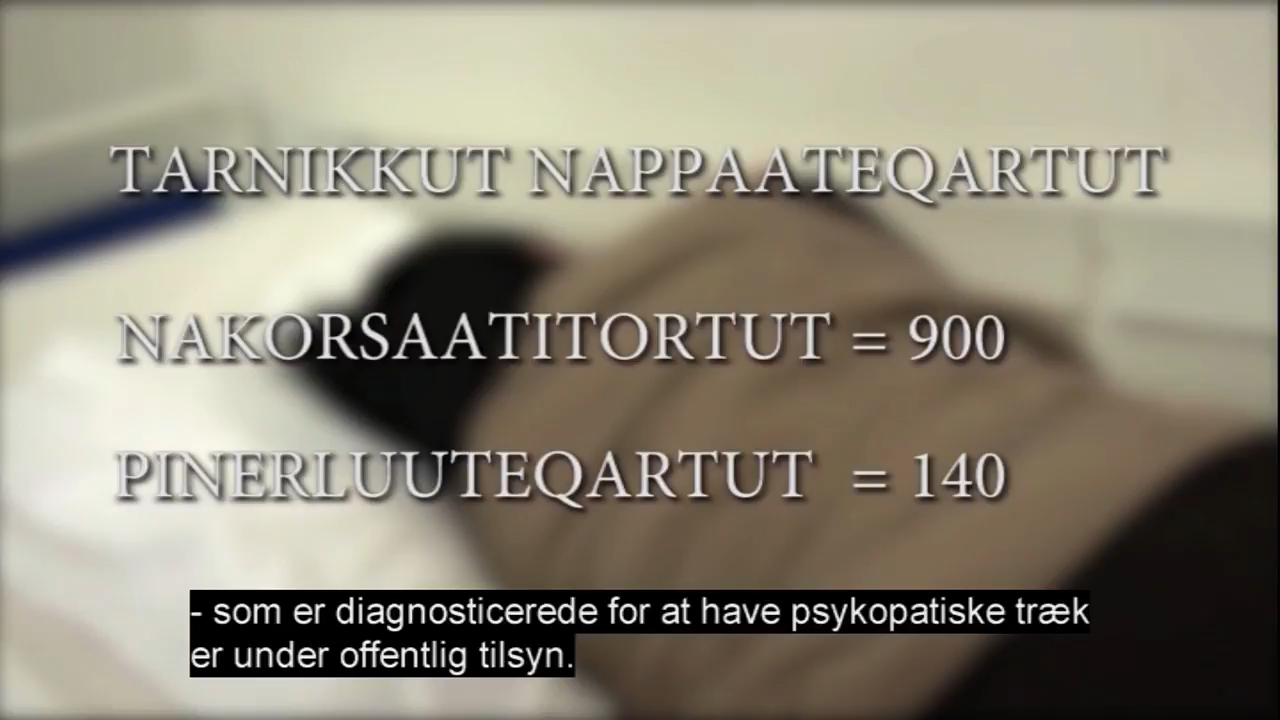 TARNIKKUT NAPPAATEQARTUT
NAKORSAATITORTUT = 900
PINERLUUTEQARTUT = 140
- som er diagnosticerede for at have psykopatiske træk
er under offentlig tilsyn.